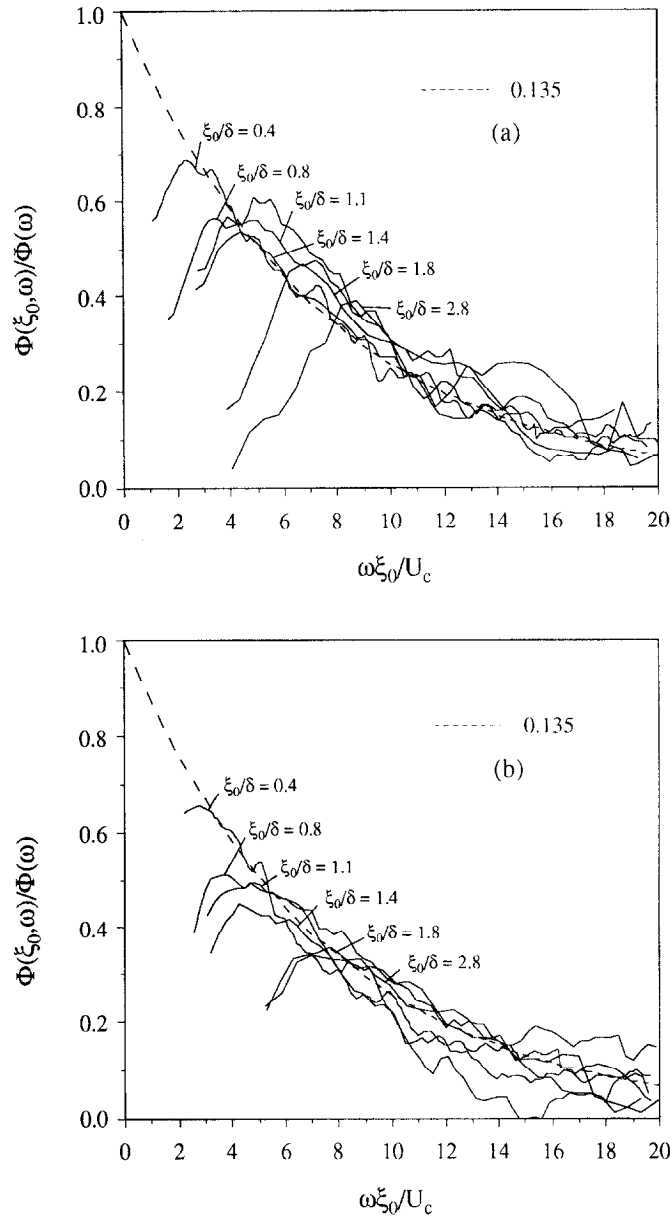 1.0
0.8
0.6
0.4
0.2
0.0
Φ(ξ₀,ω)/Φ(ω)
0.135
(a)
ξ₀/δ = 0.4
ξ₀/δ = 0.8
ξ₀/δ = 1.1
ξ₀/δ = 1.4
ξ₀/δ = 1.8
ξ₀/δ = 2.8
0 2 4 6 8 10 12 14 16 18 20
ωξ₀/U_c
1.0
0.8
0.6
0.4
0.2
0.0
Φ(ξ₀,ω)/Φ(ω)
0.135
(b)
ξ₀/δ = 0.4
ξ₀/δ = 0.8
ξ₀/δ = 1.1
ξ₀/δ = 1.4
ξ₀/δ = 1.8
ξ₀/δ = 2.8
0 2 4 6 8 10 12 14 16 18 20
ωξ₀/U_c